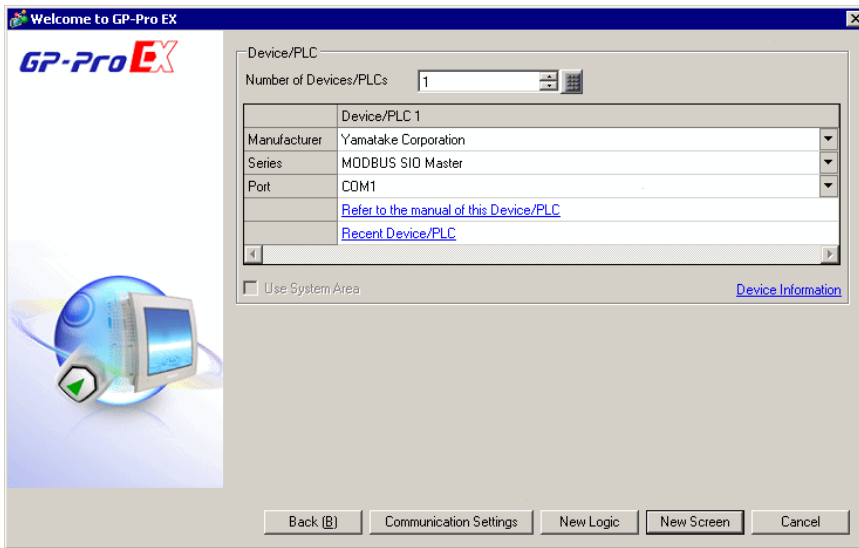 Welcome to GP-Pro EX
GP-Pro EX
Device/PLC
Number of Devices/PLCs 1
Device/PLC 1
Manufacturer Yamatake Corporation
Series MODBUS SIO Master
Port COM1
Refer to the manual of this Device/PLC
Recent Device/PLC
Use System Area Device Information
Back (B) Communication Settings New Logic New Screen Cancel